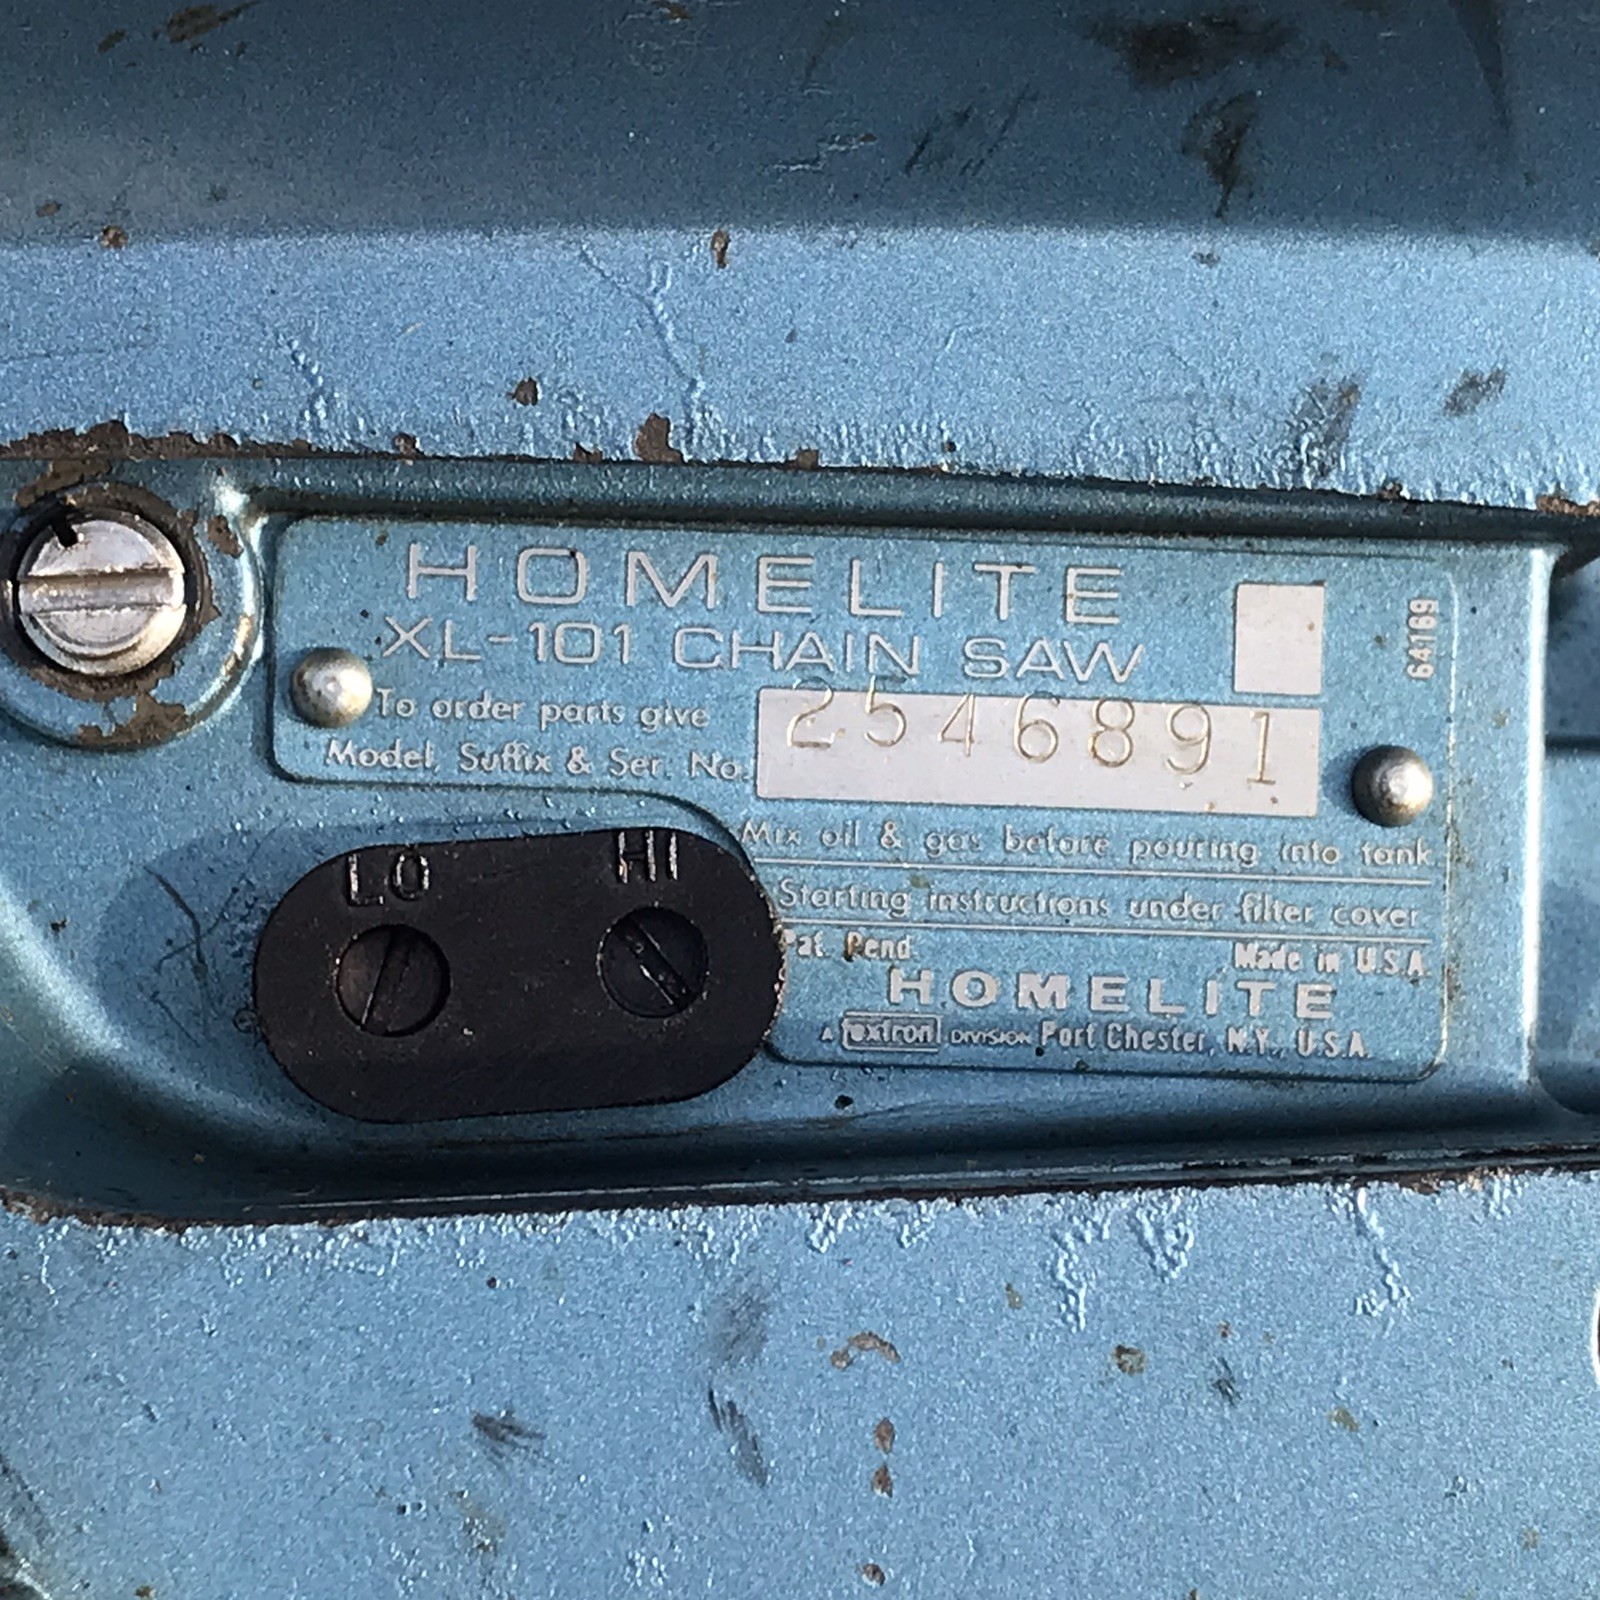 HOMELITE
XL-101 CHAIN SAW
64169
To order parts give
Model, Suffix & Ser. No. 2546891
Mix oil & gas before pouring into tank
Starting instructions under filter cover
Pat. Pend. Made in U.S.A.
HOMELITE
A textron DIVISION Port Chester, N.Y., U.S.A.
LO HI